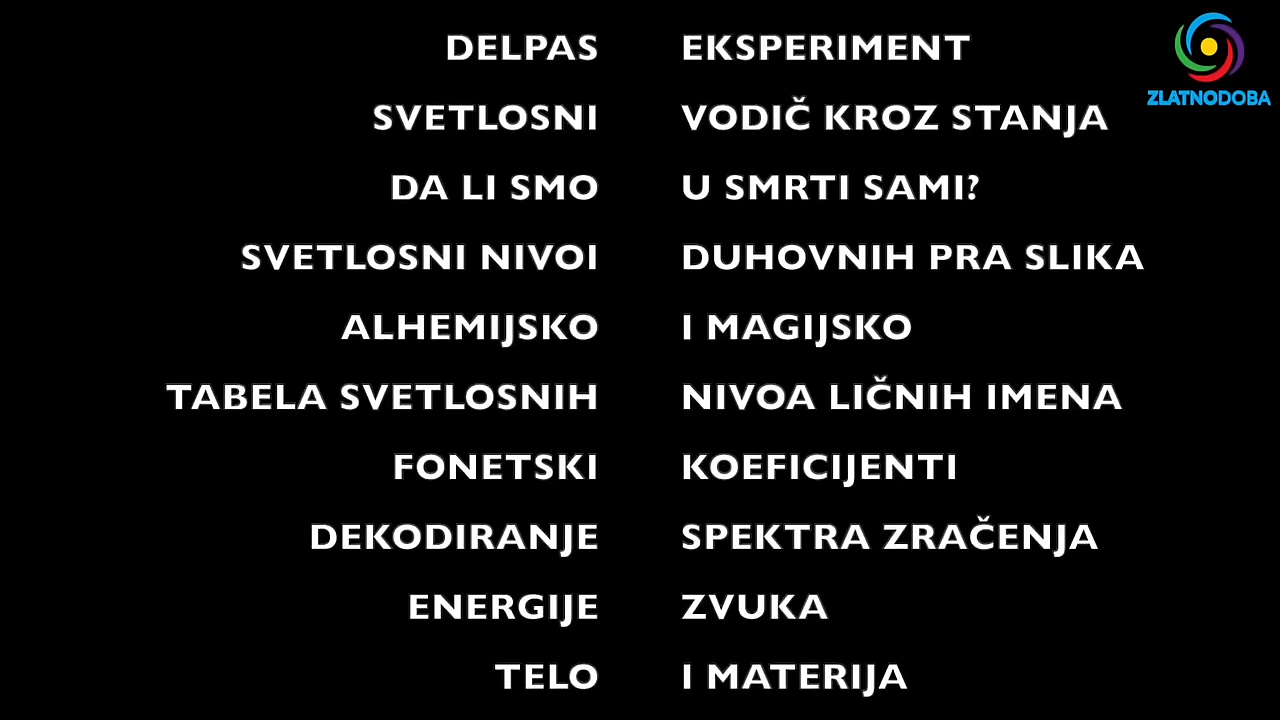 DELPAS EKSPERIMENT
ZLATNODOBA
SVETLOSNI VODIČ KROZ STANJA
DA LI SMO U SMRTI SAMI?
SVETLOSNI NIVOI DUHOVNIH PRA SLIKA
ALHEMIJSKO I MAGIJSKO
TABELA SVETLOSNIH NIVOA LIČNIH IMENA
FONETSKI KOEFICIJENTI
DEKODIRANJE SPEKTRA ZRAČENJA
ENERGIJE ZVUKA
TELO I MATERIJA